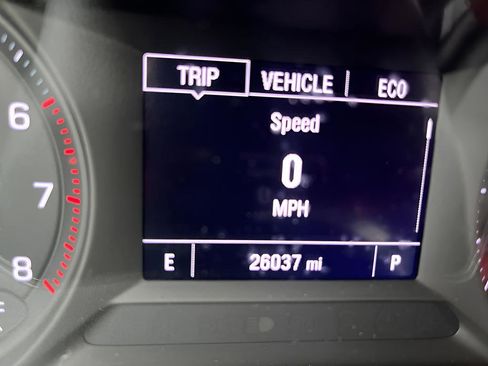 TRIP VEHICLE ECO
Speed
0
MPH
E 26037 mi P
6
7
8